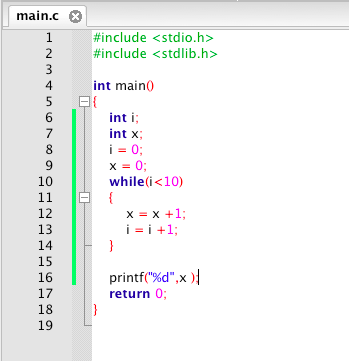 main.c
1 #include <stdio.h>
2 #include <stdlib.h>
3
4 int main()
5 {
6 int i;
7 int x;
8 i = 0;
9 x = 0;
10 while(i<10)
11 {
12 x = x +1;
13 i = i +1;
14 }
15
16 printf("%d",x );
17 return 0;
18 }
19